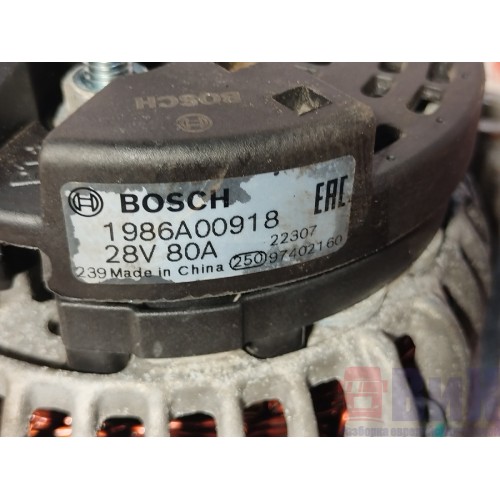 BOSCH
BOSCH
EAC
1986A00918
28V 80A
22307
239 Made in China
250 97402160